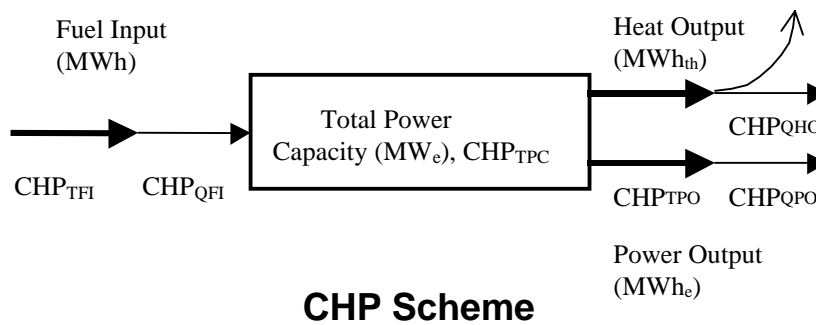 Fuel Input
(MWh)
CHPTFI
CHPQFI
Total Power
Capacity (MWe), CHPTPC
Heat Output
(MWhth)
CHPQHO
CHPTPO
CHPQPO
Power Output
(MWhe)
CHP Scheme